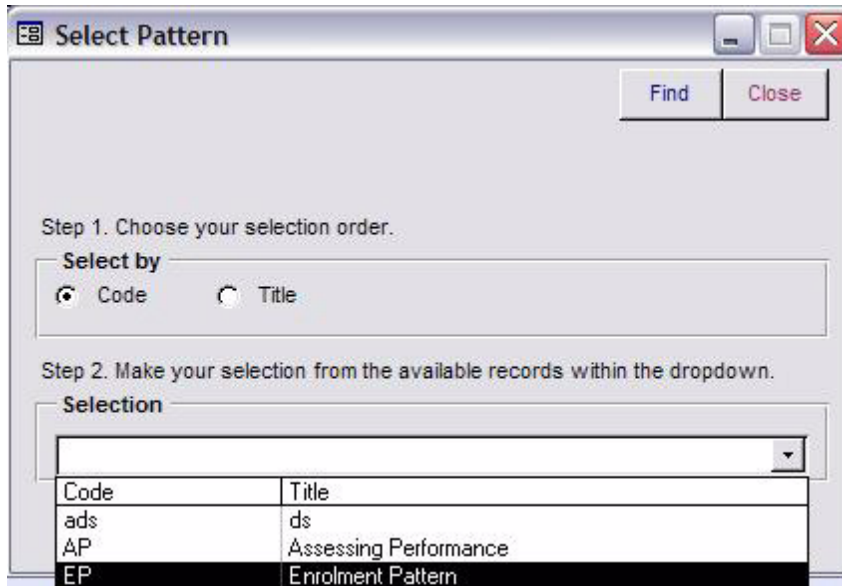 Select Pattern
Find Close
Step 1. Choose your selection order.
Select by
Code Title
Step 2. Make your selection from the available records within the dropdown.
Selection
Code Title
ads ds
AP Assessing Performance
EP Enrolment Pattern